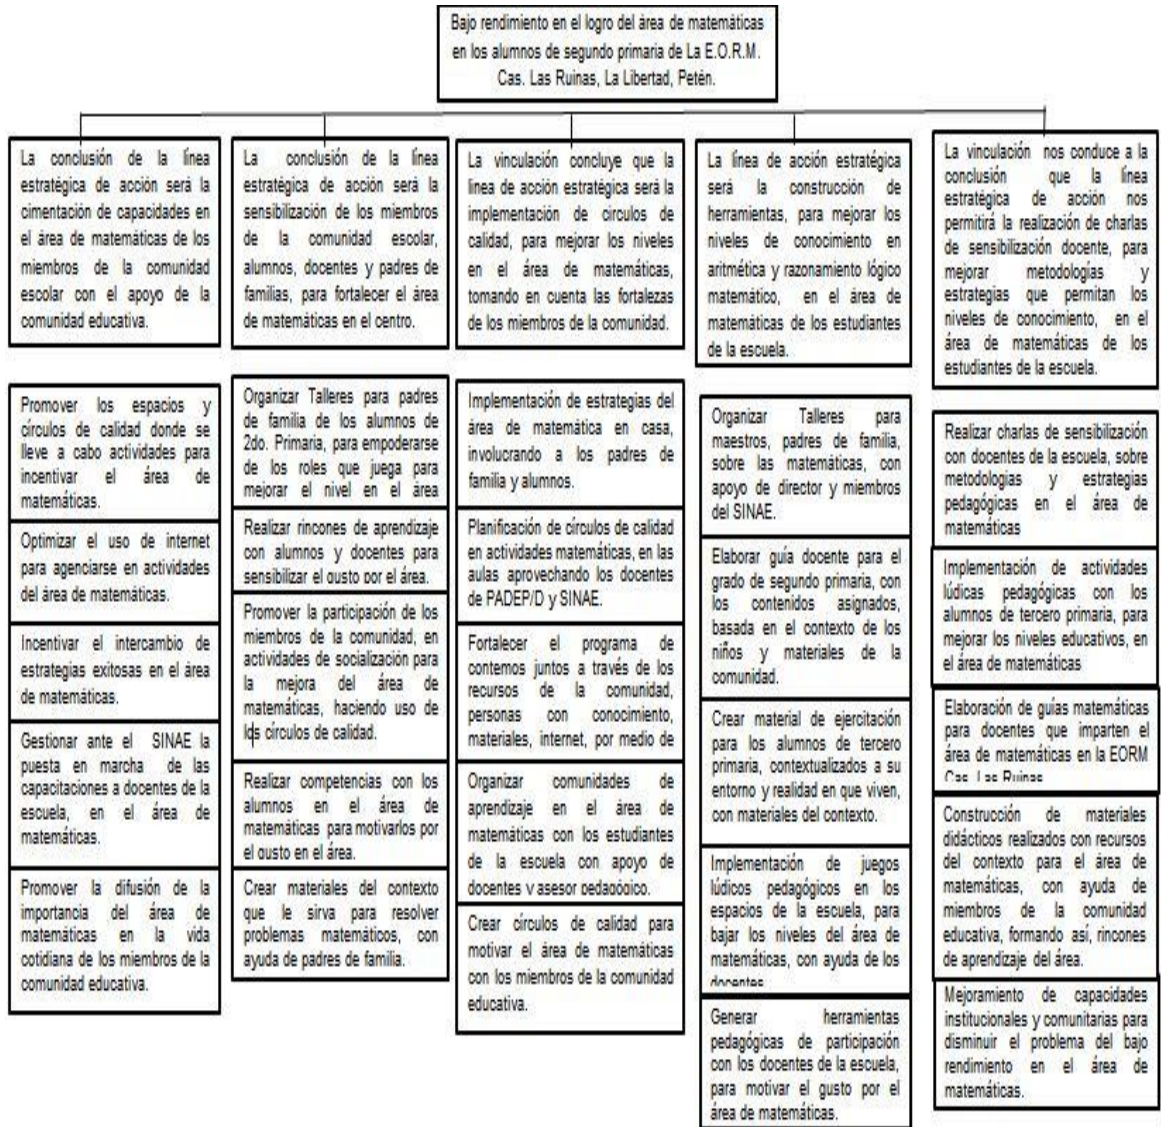 Bajo rendimiento en el logro del área de matemáticas
en los alumnos de segundo primaria de La E.O.R.M.
Cas. Las Ruinas, La Libertad, Petén.
La conclusión de la línea
estratégica de acción será la
cimentación de capacidades en
el área de matemáticas de los
miembros de la comunidad
escolar con el apoyo de la
comunidad educativa.
Promover los espacios y
círculos de calidad donde se
lleve a cabo actividades para
incentivar el área de
matemáticas.
Optimizar el uso de internet
para agenciarse en actividades
del área de matemáticas.
Incentivar el intercambio de
estrategias exitosas en el área
de matemáticas.
Gestionar ante el SINAE la
puesta en marcha de las
capacitaciones a docentes de la
escuela, en el área de
matemáticas.
Promover la difusión de la
importancia del área de
matemáticas en la vida
cotidiana de los miembros de la
comunidad educativa.
La conclusión de la línea
estratégica de acción será la
sensibilización de los miembros
de la comunidad escolar,
alumnos, docentes y padres de
familias, para fortalecer el área
de matemáticas en el centro.
Organizar Talleres para padres
de familia de los alumnos de
2do. Primaria, para empoderarse
de los roles que juega para
mejorar el nivel en el área
Realizar rincones de aprendizaje
con alumnos y docentes para
sensibilizar el gusto por el área.
Promover la participación de los
miembros de la comunidad, en
actividades de socialización para
la mejora del área de
matemáticas, haciendo uso de
los círculos de calidad.
Realizar competencias con los
alumnos en el área de
matemáticas para motivarlos por
el gusto en el área.
Crear materiales del contexto
que le sirva para resolver
problemas matemáticos, con
ayuda de padres de familia.
La vinculación concluye que la
línea de acción estratégica será la
implementación de círculos de
calidad, para mejorar los niveles
en el área de matemáticas,
tomando en cuenta las fortalezas
de los miembros de la comunidad.
Implementación de estrategias del
área de matemática en casa,
involucrando a los padres de
familia y alumnos.
Planificación de círculos de calidad
en actividades matemáticas, en las
aulas aprovechando los docentes
de PADEP/D y SINAE.
Fortalecer el programa de
contemos juntos a través de los
recursos de la comunidad,
personas con conocimiento,
materiales, internet, por medio de
Organizar comunidades de
aprendizaje en el área de
matemáticas con los estudiantes
de la escuela con apoyo de
docentes y asesor pedagógico.
Crear círculos de calidad para
motivar el área de matemáticas
con los miembros de la comunidad
educativa.
La línea de acción estratégica
será la construcción de
herramientas, para mejorar los
niveles de conocimiento en
aritmética y razonamiento lógico
matemático, en el área de
matemáticas de los estudiantes
de la escuela.
Organizar Talleres para
maestros, padres de familia,
sobre las matemáticas, con
apoyo de director y miembros
del SINAE.
Elaborar guía docente para el
grado de segundo primaria, con
los contenidos asignados,
basada en el contexto de los
niños y materiales de la
comunidad.
Crear material de ejercitación
para los alumnos de tercero
primaria, contextualizados a su
entorno y realidad en que viven,
con materiales del contexto.
Implementación de juegos
lúdicos pedagógicos en los
espacios de la escuela, para
bajar los niveles del área de
matemáticas, con ayuda de los
docentes
Generar herramientas
pedagógicas de participación
con los docentes de la escuela,
para motivar el gusto por el
área de matemáticas.
La vinculación nos conduce a la
conclusión que la línea
estratégica de acción nos
permitirá la realización de charlas
de sensibilización docente, para
mejorar metodologías y
estrategias que permitan los
niveles de conocimiento, en el
área de matemáticas de los
estudiantes de la escuela.
Realizar charlas de sensibilización
con docentes de la escuela, sobre
metodologías y estrategias
pedagógicas en el área de
matemáticas
Implementación de actividades
lúdicas pedagógicas con los
alumnos de tercero primaria, para
mejorar los niveles educativos, en
el área de matemáticas
Elaboración de guías matemáticas
para docentes que imparten el
área de matemáticas en la EORM
Cas. Las Ruinas
Construcción de materiales
didácticos realizados con recursos
del contexto para el área de
matemáticas, con ayuda de
miembros de la comunidad
educativa, formando así, rincones
de aprendizaje del área.
Mejoramiento de capacidades
institucionales y comunitarias para
disminuir el problema del bajo
rendimiento en el área de
matemáticas.